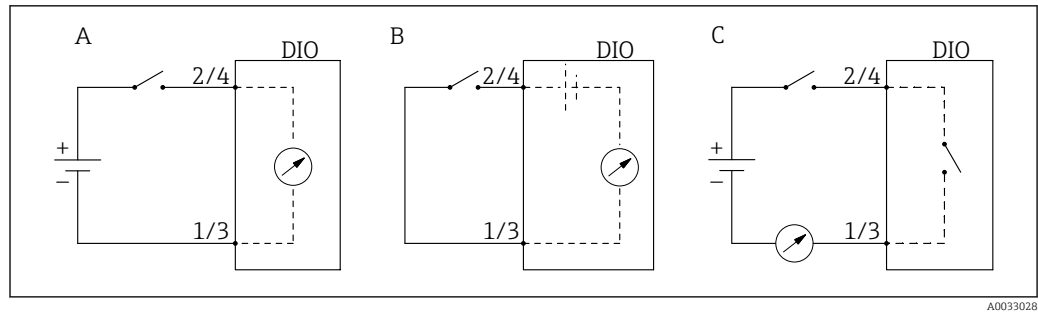 A B C
DIO DIO DIO
2/4 2/4 2/4
+ +
– –
1/3 1/3 1/3
A0033028